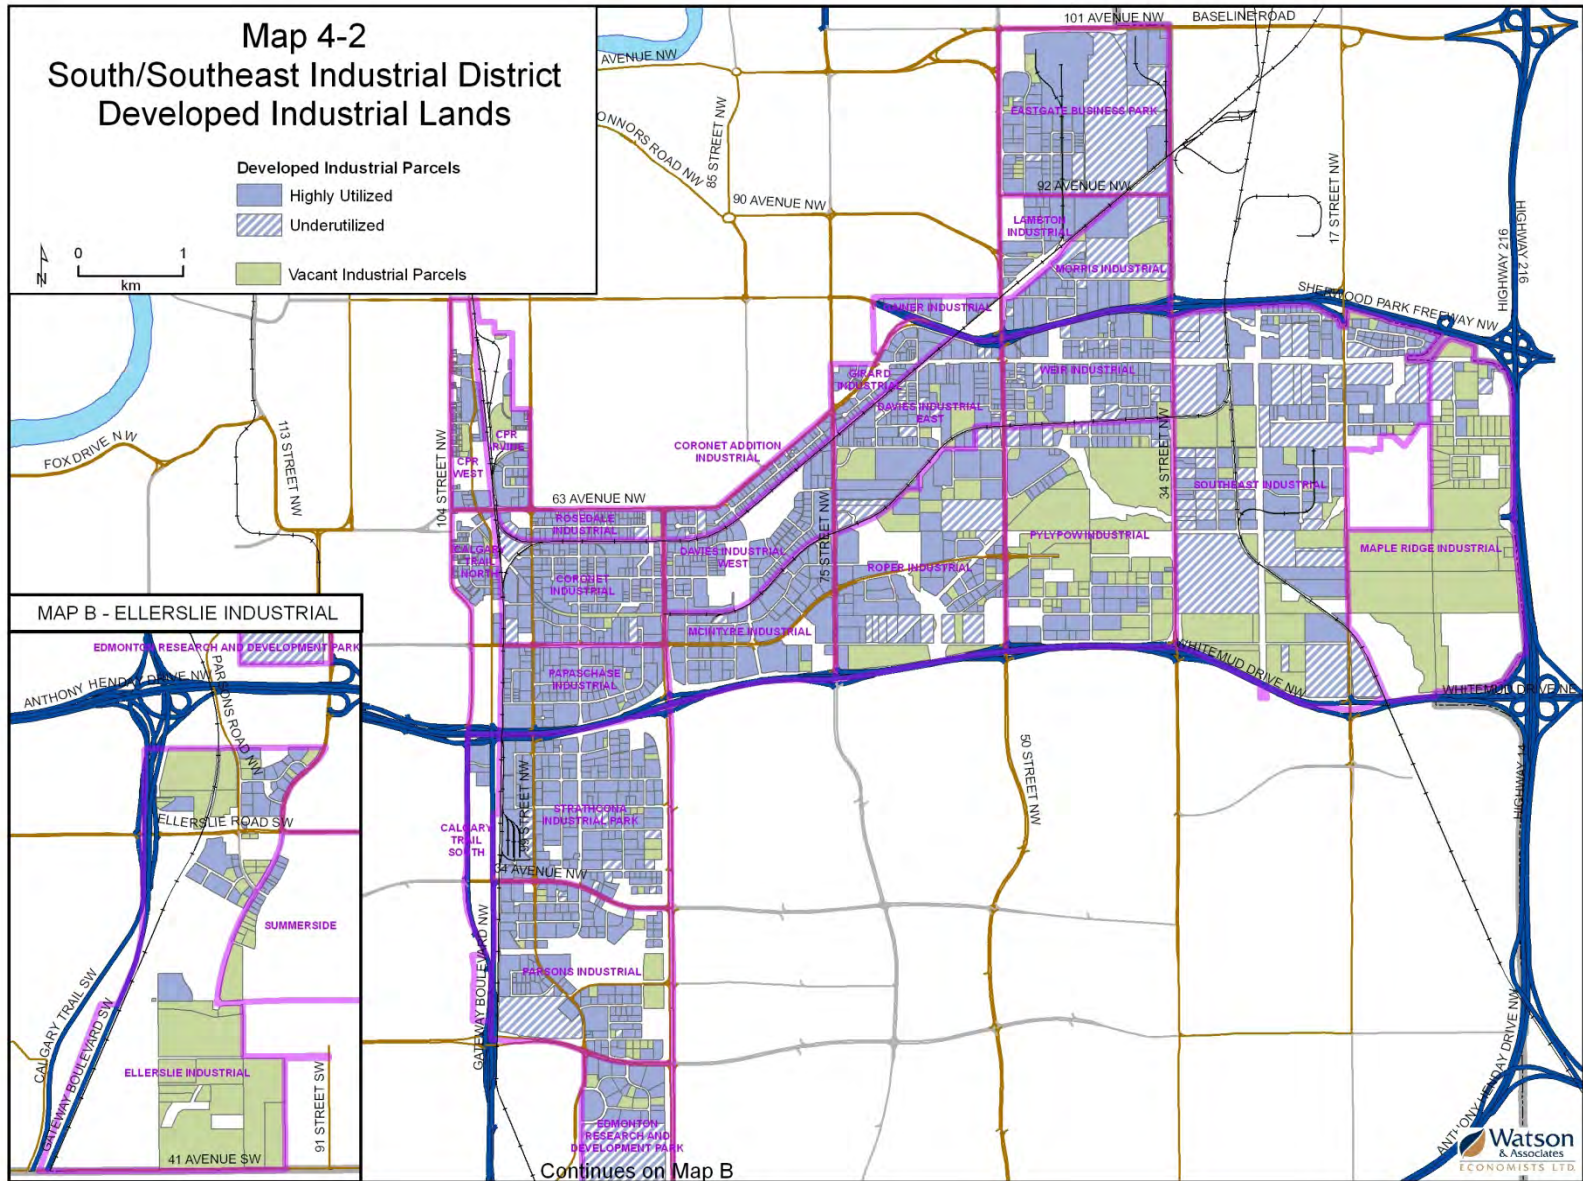 Map 4-2
South/Southeast Industrial District
Developed Industrial Lands
Developed Industrial Parcels
Highly Utilized
Underutilized
Vacant Industrial Parcels
N
0 1
km
101 AVENUE NW
BASELINE ROAD
AVENUE NW
ONNORS ROAD NW
85 STREET NW
90 AVENUE NW
EASTGATE BUSINESS PARK
92 AVENUE NW
LAMBTON
INDUSTRIAL
MORRIS INDUSTRIAL
17 STREET NW
HIGHWAY 216
HIGHWAY 216
SHERWOOD PARK FREEWAY NW
NNER INDUSTRIAL
GIRARD
INDUSTRIAL
WEIR INDUSTRIAL
DAVIES INDUSTRIAL
EAST
34 STREET NW
FOX DRIVE NW
113 STREET NW
104 STREET NW
CPR
IRVINE
CPR
WEST
CORONET ADDITION
INDUSTRIAL
63 AVENUE NW
ROSEDALE
INDUSTRIAL
CALGARY
TRAIL
NORTH
CORONET
INDUSTRIAL
DAVIES INDUSTRIAL
WEST
75 STREET NW
ROPER INDUSTRIAL
PYLYPOW INDUSTRIAL
SOUTHEAST INDUSTRIAL
MAPLE RIDGE INDUSTRIAL
MCINTYRE INDUSTRIAL
PAPASCHASE
INDUSTRIAL
WHITEMUD DRIVE NW
WHITEMUD DRIVE NE
50 STREET NW
HIGHWAY 14
99 STREET NW
STRATHCONA
INDUSTRIAL PARK
CALGARY
TRAIL
SOUTH
34 AVENUE NW
GATEWAY BOULEVARD NW
PARSONS INDUSTRIAL
EDMONTON
RESEARCH AND
DEVELOPMENT PARK
Continues on Map B
ANTHONY HENDAY DRIVE NW
MAP B - ELLERSLIE INDUSTRIAL
EDMONTON RESEARCH AND DEVELOPMENT PARK
ANTHONY HENDAY DRIVE NW
PARSONS ROAD NW
ELLERSLIE ROAD SW
SUMMERSIDE
CALGARY TRAIL SW
GATEWAY BOULEVARD SW
ELLERSLIE INDUSTRIAL
91 STREET SW
41 AVENUE SW
Watson
& Associates
ECONOMISTS LTD.